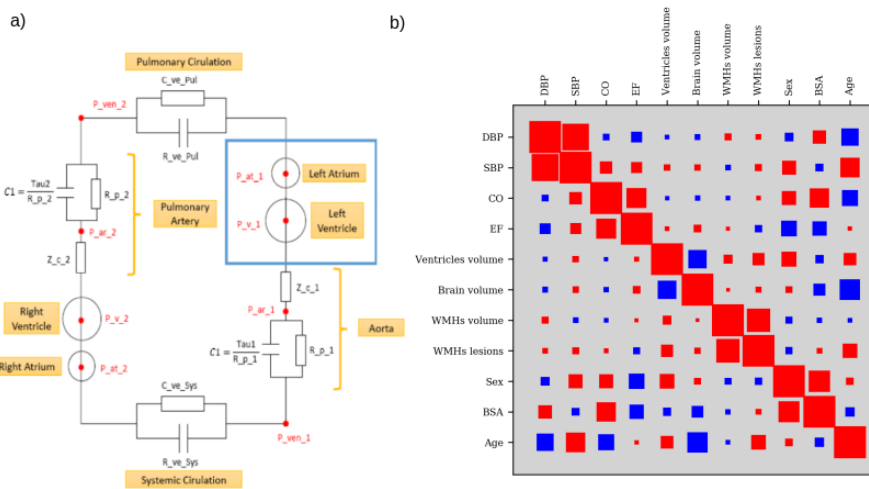 a)
Pulmonary Cirulation
C_ve_Pul
P_ven_2
R_ve_Pul
C1 =
Tau2
R_p_2
R_p_2
Pulmonary
Artery
P_ar_2
Z_c_2
P_at_1
Left Atrium
P_v_1
Left
Ventricle
Z_c_1
P_ar_1
Aorta
C1 =
Tau1
R_p_1
R_p_1
Right
Ventricle
P_v_2
Right Atrium
P_at_2
C_ve_Sys
P_ven_1
R_ve_Sys
Systemic Cirulation
b)
DBP
SBP
CO
EF
Ventricles volume
Brain volume
WMHs volume
WMHs lesions
Sex
BSA
Age
DBP
SBP
CO
EF
Ventricles volume
Brain volume
WMHs volume
WMHs lesions
Sex
BSA
Age